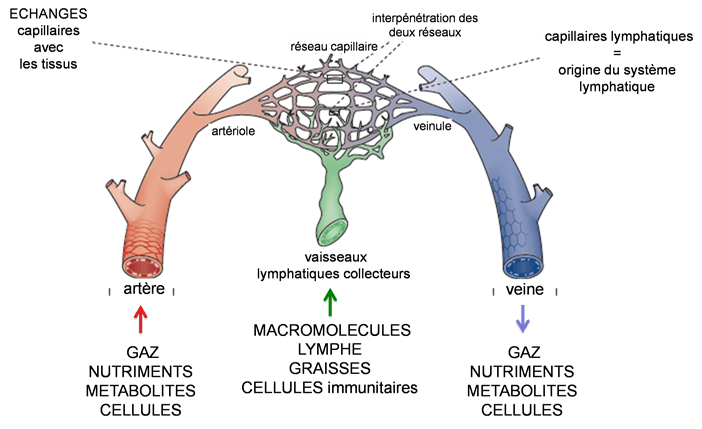 ECHANGES
capillaires
avec
les tissus
interpénétration des
deux réseaux
réseau capillaire
capillaires lymphatiques
=
origine du système
lymphatique
artériole
veinule
vaisseaux
lymphatiques collecteurs
artère
veine
GAZ
NUTRIMENTS
METABOLITES
CELLULES
MACROMOLECULES
LYMPHE
GRAISSES
CELLULES immunitaires
GAZ
NUTRIMENTS
METABOLITES
CELLULES